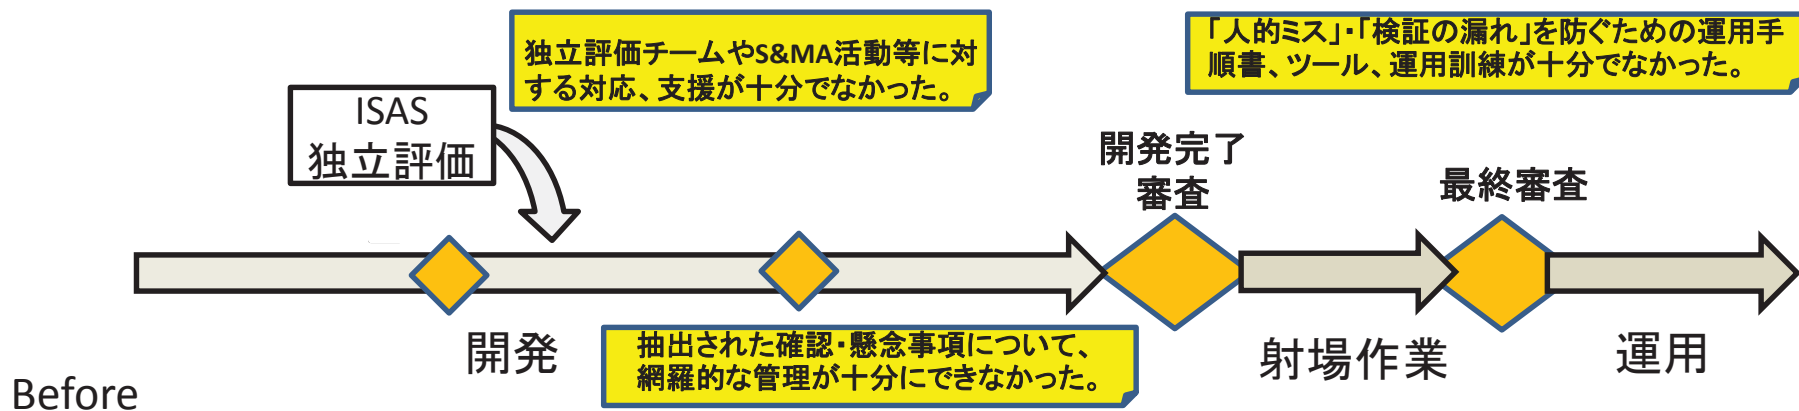 独立評価チームやS&MA活動等に対
する対応、支援が十分でなかった。
「人的ミス」・「検証の漏れ」を防ぐための運用手
順書、ツール、運用訓練が十分でなかった。
ISAS
独立評価
開発完了
審査
最終審査
開発
抽出された確認・懸念事項について、
網羅的な管理が十分にできなかった。
射場作業
運用
Before